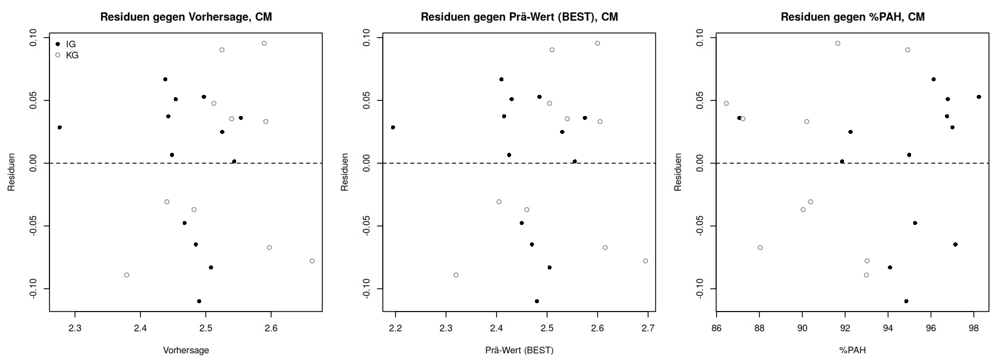 Residuen gegen Vorhersage, CM
0.10
0.05
0.00
-0.05
-0.10
Residuen
IG
KG
2.3 2.4 2.5 2.6
Vorhersage
Residuen gegen Prä-Wert (BEST), CM
0.10
0.05
0.00
-0.05
-0.10
Residuen
2.2 2.3 2.4 2.5 2.6 2.7
Prä-Wert (BEST)
Residuen gegen %PAH, CM
0.10
0.05
0.00
-0.05
-0.10
Residuen
86 88 90 92 94 96 98
%PAH